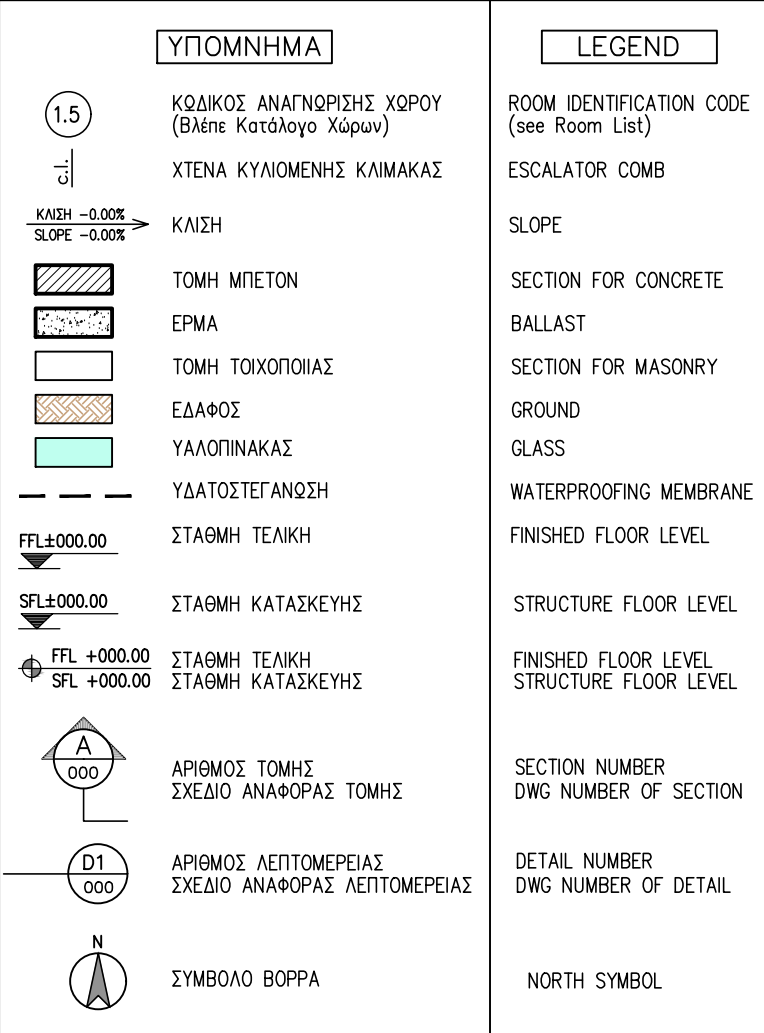 ΥΠΟΜΝΗΜΑ LEGEND
1.5 ΚΩΔΙΚΟΣ ΑΝΑΓΝΩΡΙΣΗΣ ΧΩΡΟΥ ROOM IDENTIFICATION CODE
(Βλέπε Κατάλογο Χώρων) (see Room List)
c.l. ΧΤΕΝΑ ΚΥΛΙΟΜΕΝΗΣ ΚΛΙΜΑΚΑΣ ESCALATOR COMB
ΚΛΙΣΗ -0.00%
SLOPE -0.00%
ΚΛΙΣΗ SLOPE
ΤΟΜΗ ΜΠΕΤΟΝ SECTION FOR CONCRETE
ΕΡΜΑ BALLAST
ΤΟΜΗ ΤΟΙΧΟΠΟΙΙΑΣ SECTION FOR MASONRY
ΕΔΑΦΟΣ GROUND
ΥΑΛΟΠΙΝΑΚΑΣ GLASS
ΥΔΑΤΟΣΤΕΓΑΝΩΣΗ WATERPROOFING MEMBRANE
FFL±000.00 ΣΤΑΘΜΗ ΤΕΛΙΚΗ FINISHED FLOOR LEVEL
SFL±000.00 ΣΤΑΘΜΗ ΚΑΤΑΣΚΕΥΗΣ STRUCTURE FLOOR LEVEL
FFL +000.00 ΣΤΑΘΜΗ ΤΕΛΙΚΗ FINISHED FLOOR LEVEL
SFL +000.00 ΣΤΑΘΜΗ ΚΑΤΑΣΚΕΥΗΣ STRUCTURE FLOOR LEVEL
A
000
ΑΡΙΘΜΟΣ ΤΟΜΗΣ SECTION NUMBER
ΣΧΕΔΙΟ ΑΝΑΦΟΡΑΣ ΤΟΜΗΣ DWG NUMBER OF SECTION
D1 ΑΡΙΘΜΟΣ ΛΕΠΤΟΜΕΡΕΙΑΣ DETAIL NUMBER
000 ΣΧΕΔΙΟ ΑΝΑΦΟΡΑΣ ΛΕΠΤΟΜΕΡΕΙΑΣ DWG NUMBER OF DETAIL
N
ΣΥΜΒΟΛΟ ΒΟΡΡΑ NORTH SYMBOL